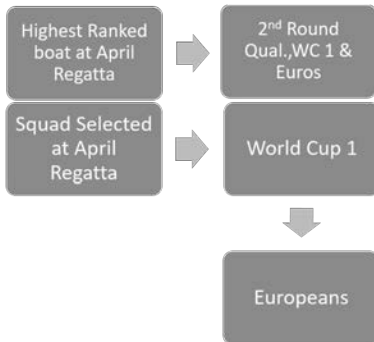 Highest Ranked
boat at April
Regatta
2nd Round
Qual.,WC 1 &
Euros
Squad Selected
at April
Regatta
World Cup 1
Europeans